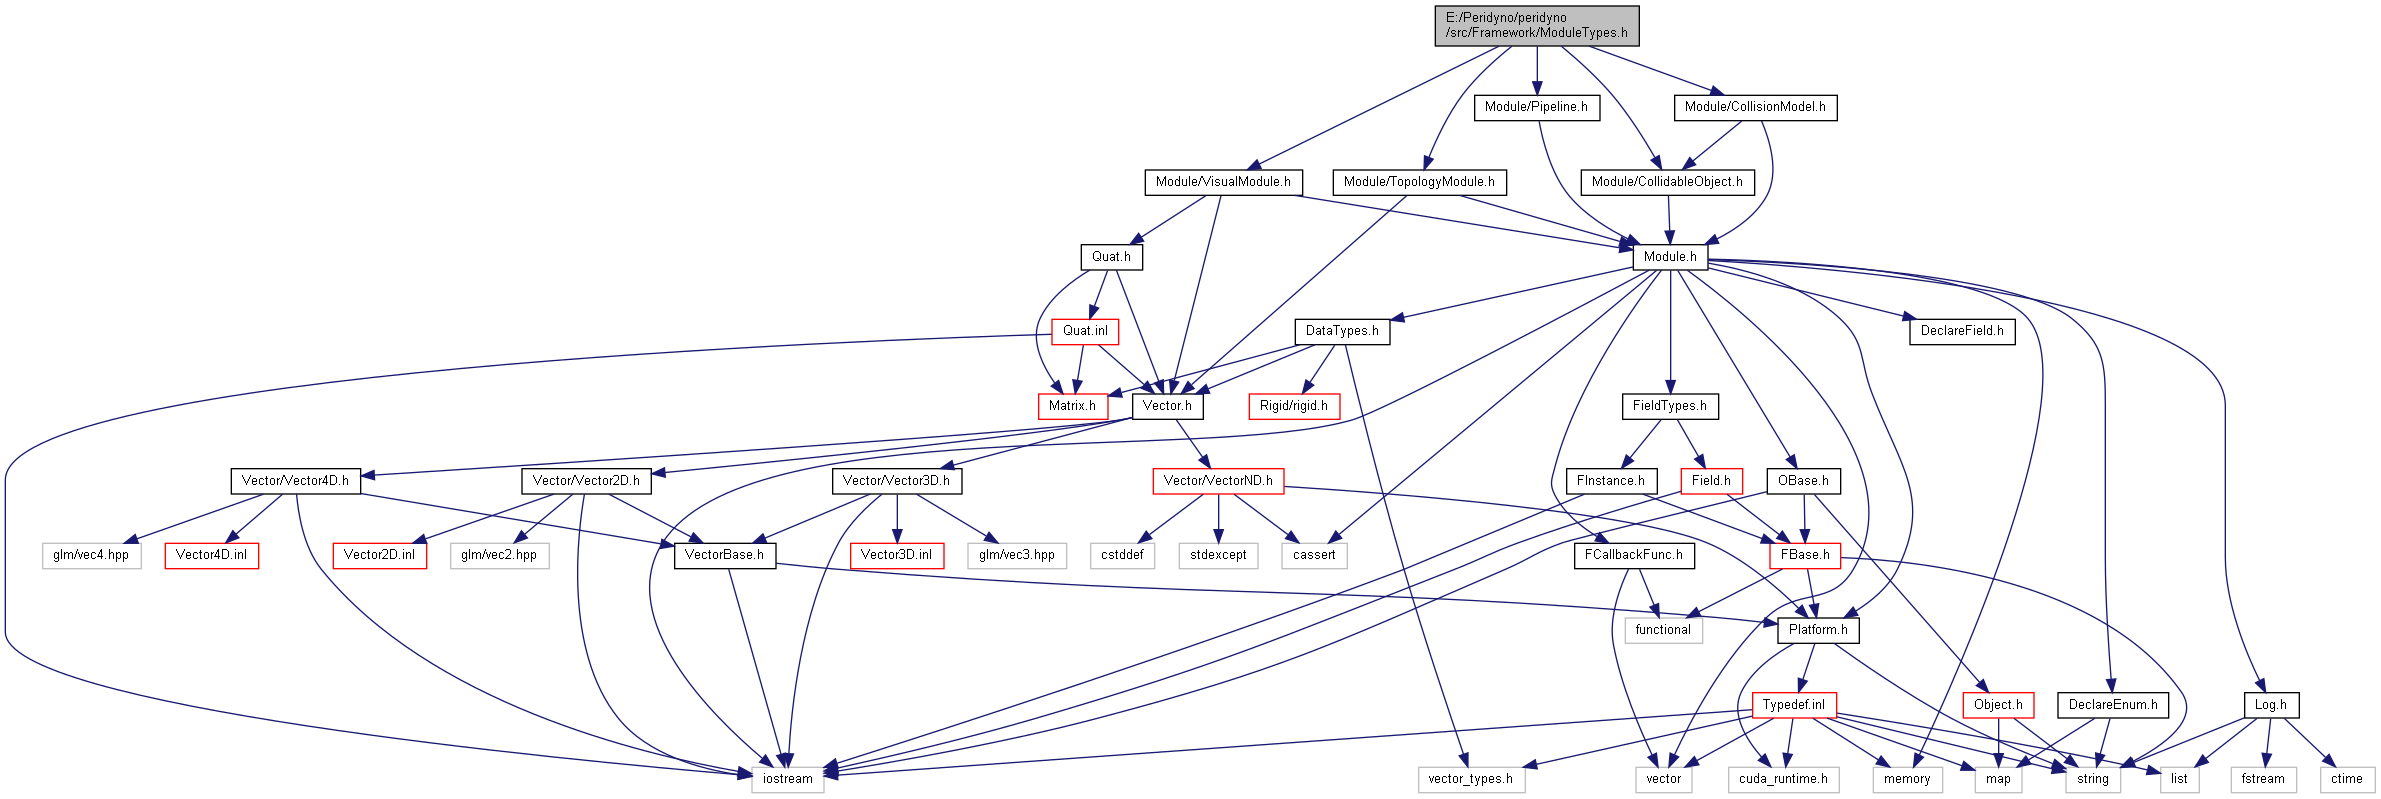 E:/Peridyno/peridyno
/src/Framework/ModuleTypes.h
Module/Pipeline.h
Module/CollisionModel.h
Module/VisualModule.h
Module/TopologyModule.h
Module/CollidableObject.h
Quat.h
Module.h
Quat.inl
DataTypes.h
DeclareField.h
Matrix.h
Vector.h
Rigid/rigid.h
FieldTypes.h
Vector/Vector4D.h
Vector/Vector2D.h
Vector/Vector3D.h
Vector/VectorND.h
FInstance.h
Field.h
OBase.h
glm/vec4.hpp
Vector4D.inl
Vector2D.inl
glm/vec2.hpp
VectorBase.h
Vector3D.inl
glm/vec3.hpp
cstddef
stdexcept
cassert
FCallbackFunc.h
FBase.h
functional
Platform.h
Typedef.inl
Object.h
DeclareEnum.h
Log.h
iostream
vector_types.h
vector
cuda_runtime.h
memory
map
string
list
fstream
ctime